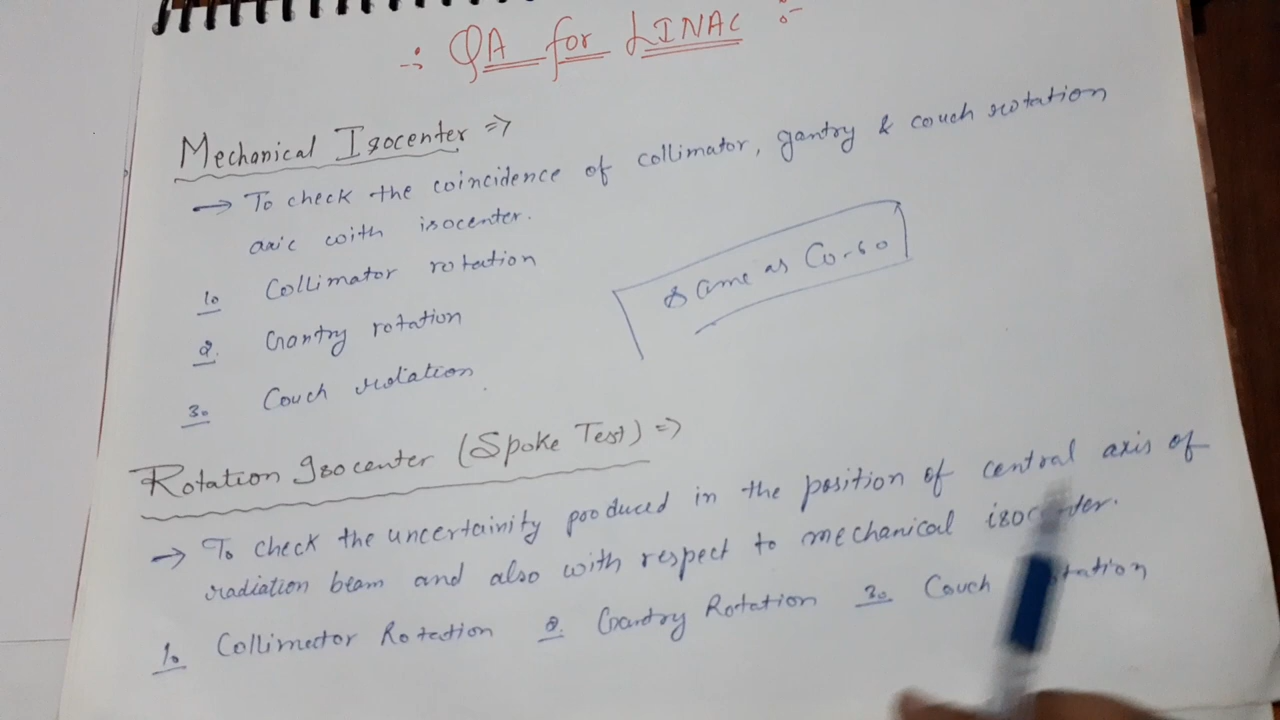 -: QA for LINAC :-
Mechanical Isocenter =>
→ To check the coincidence of collimator, gantry & couch rotation
axis with isocenter.
1. Collimator rotation
2. Gantry rotation
3. Couch rotation
Same as Co-60
Rotation Isocenter (Spoke Test) =>
→ To check the uncertainity produced in the position of central axis of
radiation beam and also with respect to mechanical isocenter.
1. Collimator Rotation 2. Gantry Rotation 3. Couch Rotation